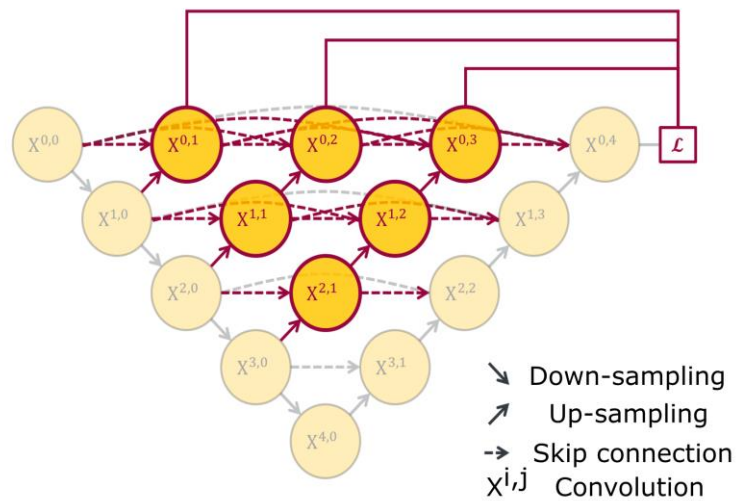 X0,0 X0,1 X0,2 X0,3 X0,4 ℒ
X1,0 X1,1 X1,2 X1,3
X2,0 X2,1 X2,2
X3,0 X3,1
X4,0
Down-sampling
Up-sampling
Skip connection
Xi,j Convolution